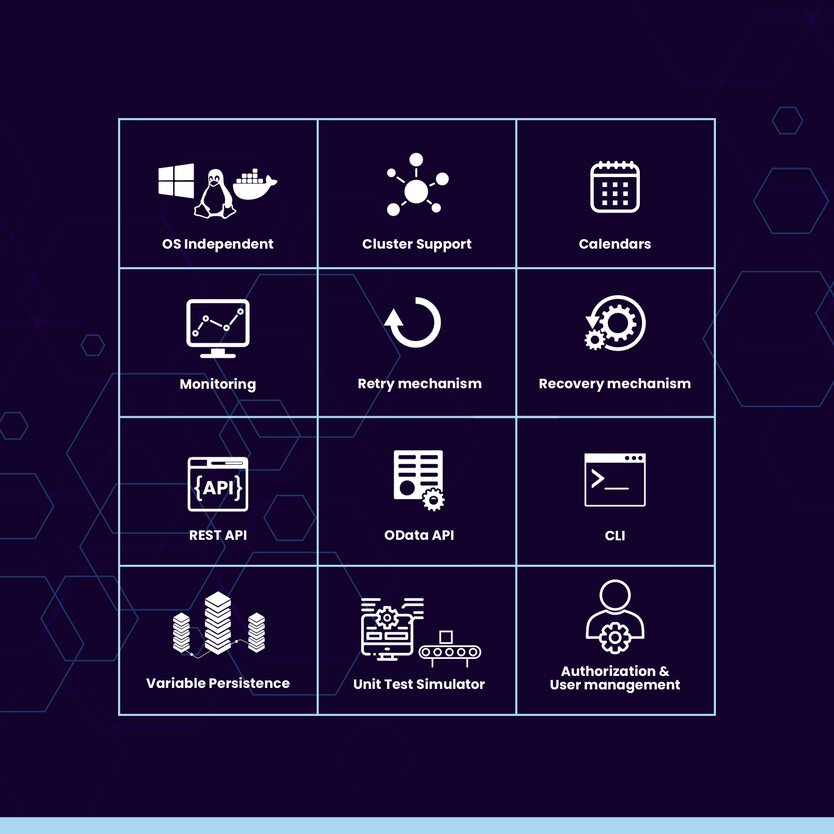 OS Independent
Cluster Support
Calendars
Monitoring
Retry mechanism
Recovery mechanism
{API}
REST API
OData API
>_
CLI
Variable Persistence
Unit Test Simulator
Authorization &
User management